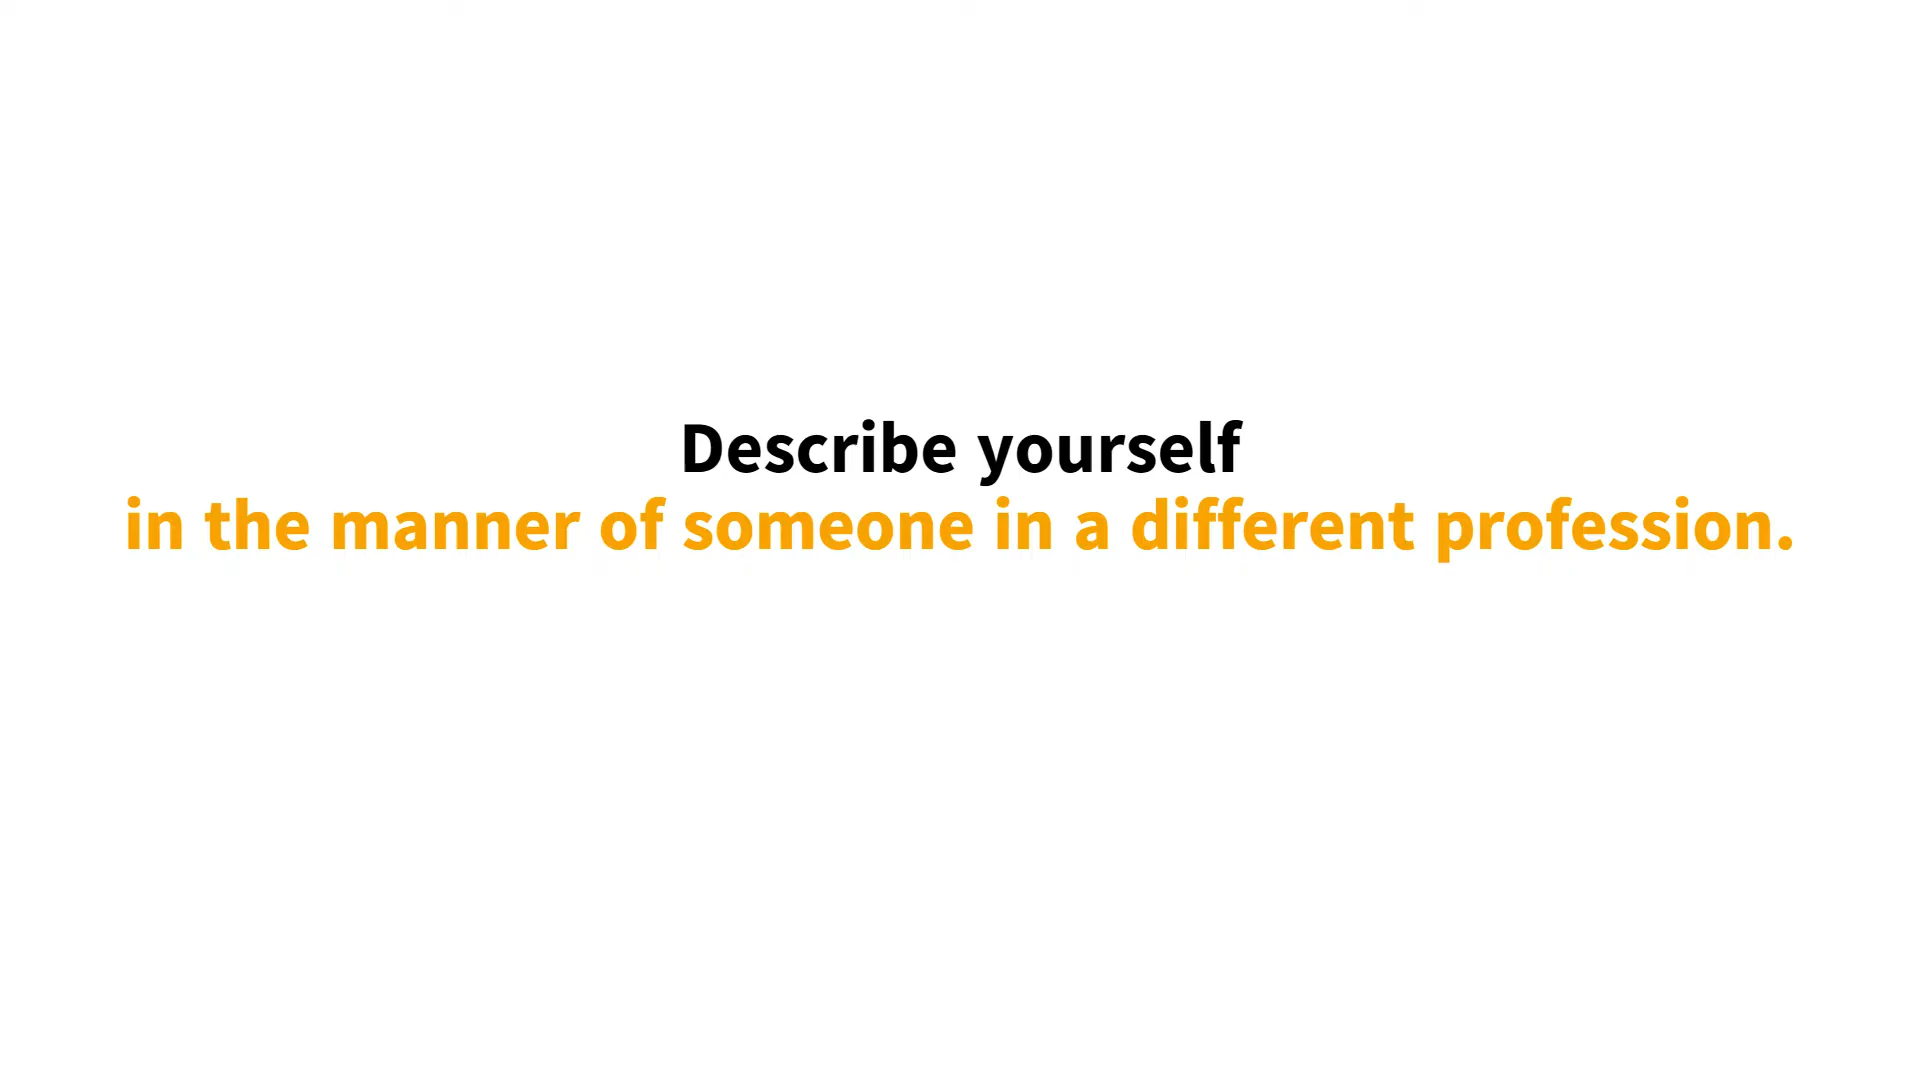 Describe yourself
in the manner of someone in a different profession.